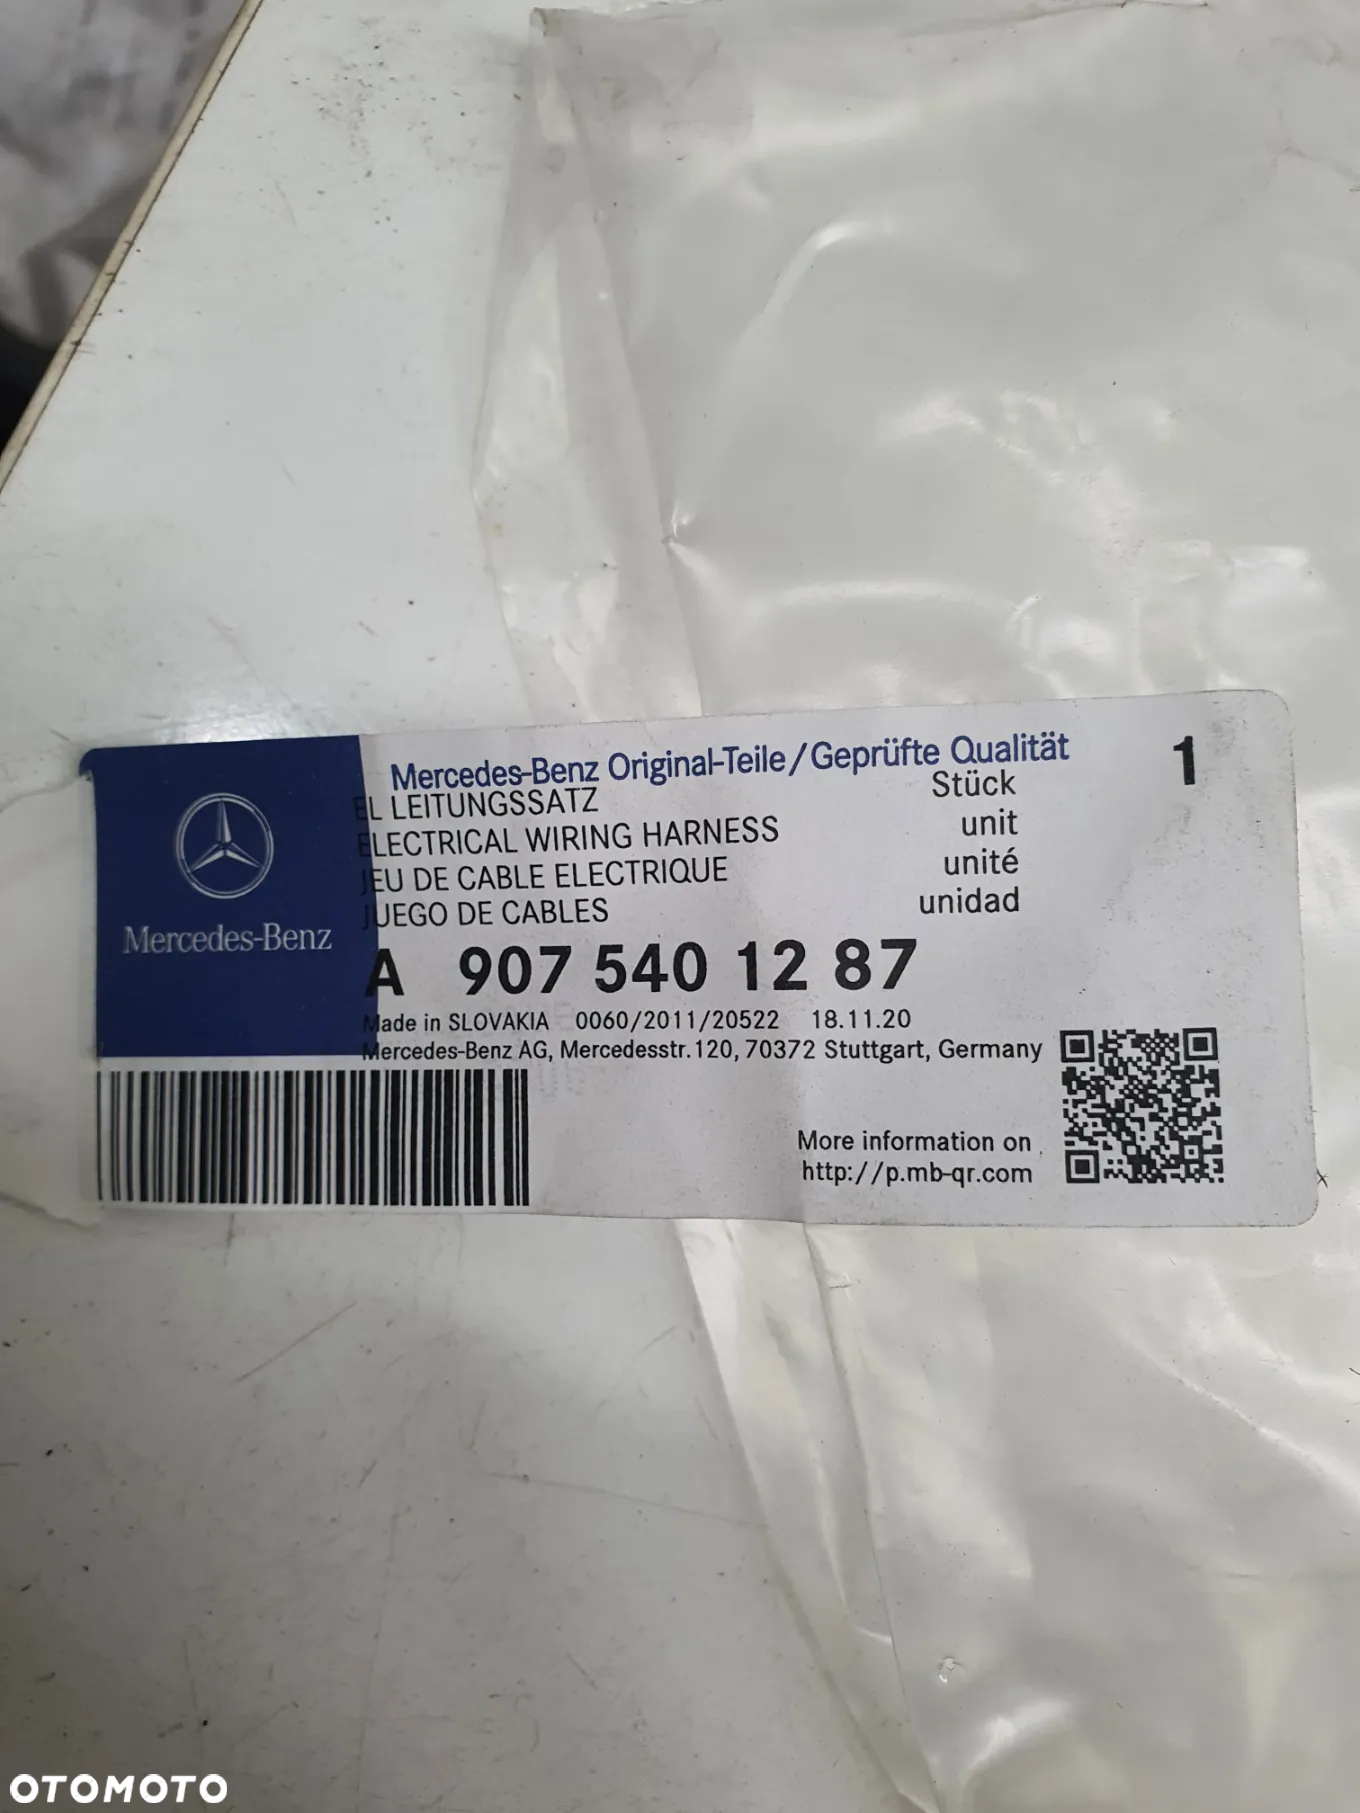 Mercedes-Benz Original-Teile/Geprüfte Qualität 1
EL LEITUNGSSATZ Stück
ELECTRICAL WIRING HARNESS unit
JEU DE CABLE ELECTRIQUE unité
JUEGO DE CABLES unidad
Mercedes-Benz
A 907 540 12 87
Made in SLOVAKIA 0060/2011/20522 18.11.20
Mercedes-Benz AG, Mercedesstr. 120, 70372 Stuttgart, Germany
More information on
http://p.mb-qr.com
OTOMOTO